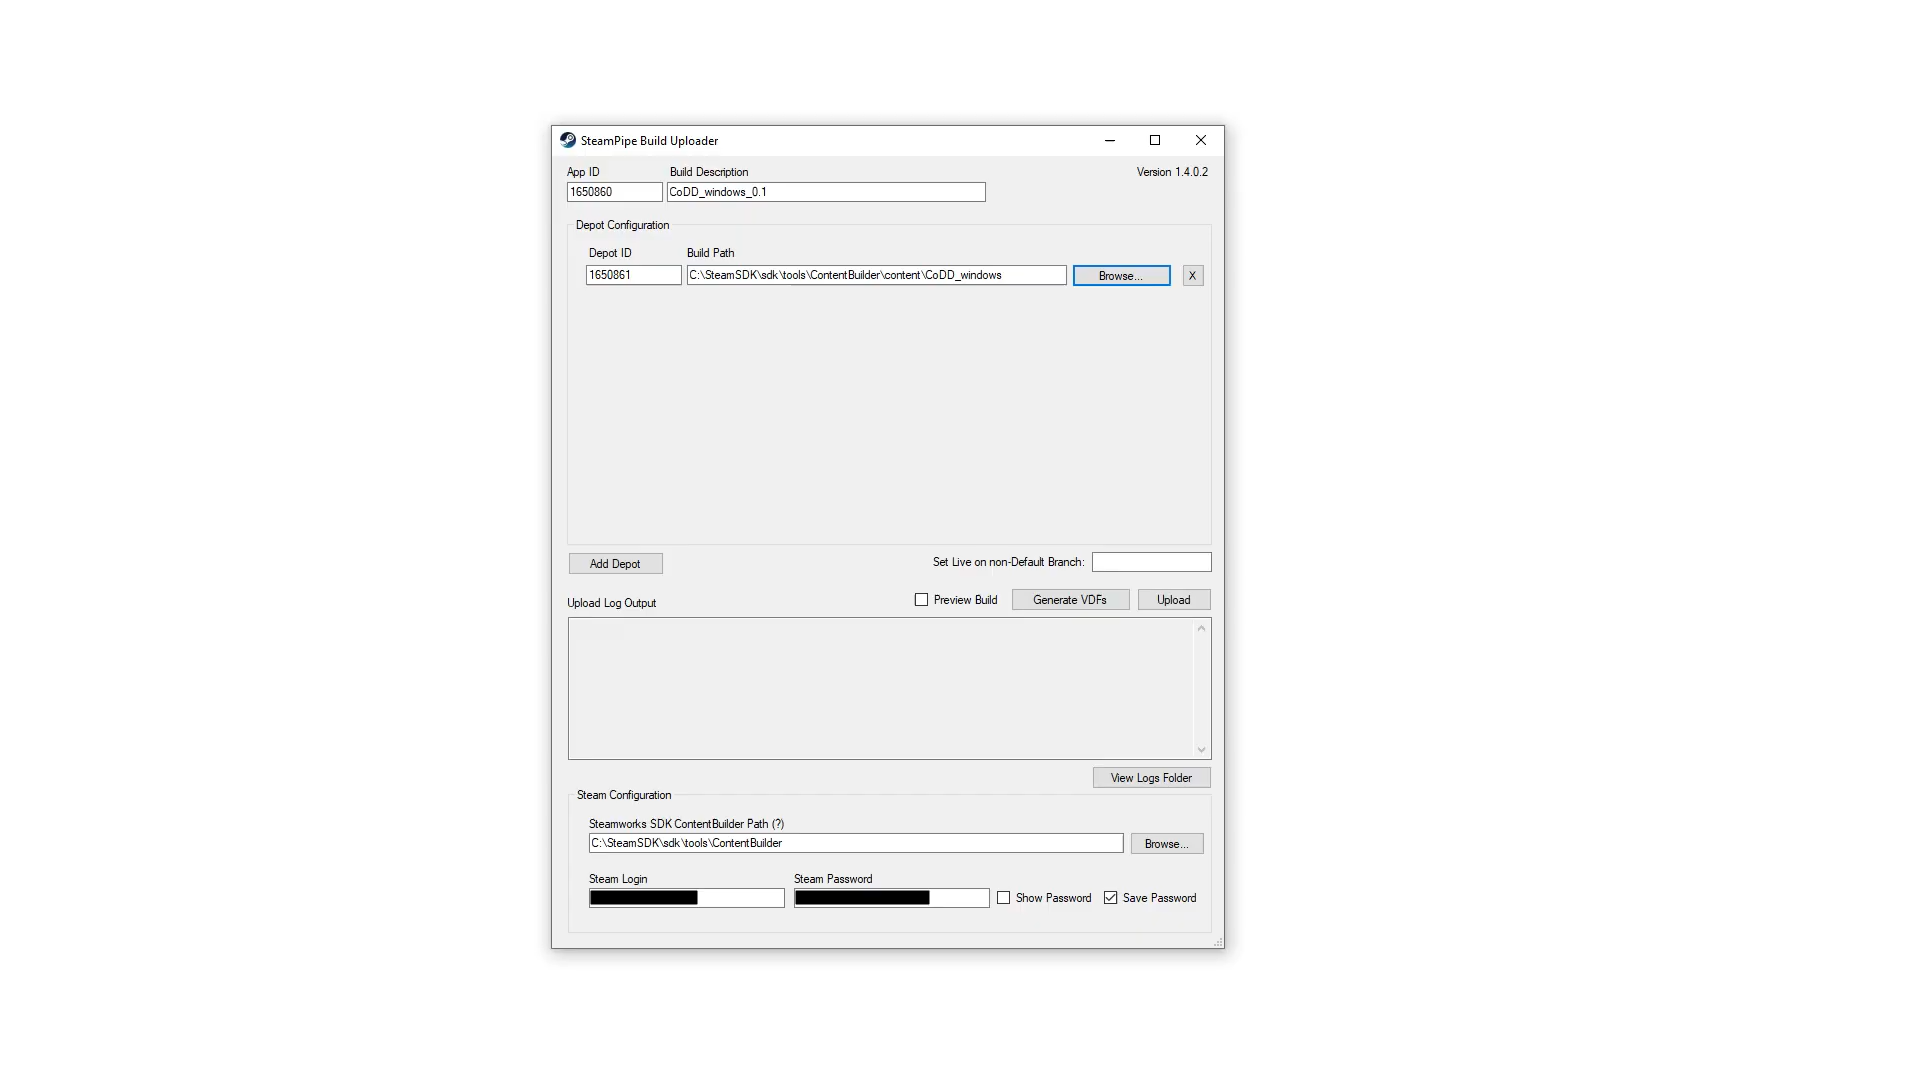 SteamPipe Build Uploader
App ID Build Description Version 1.4.0.2
1650860 CoDD_windows_0.1
Depot Configuration
Depot ID Build Path
1650861 C:\SteamSDK\sdk\tools\ContentBuilder\content\CoDD_windows Browse... X
Add Depot Set Live on non-Default Branch:
Upload Log Output Preview Build Generate VDFs Upload
View Logs Folder
Steam Configuration
Steamworks SDK ContentBuilder Path (?)
C:\SteamSDK\sdk\tools\ContentBuilder Browse...
Steam Login Steam Password
Show Password Save Password